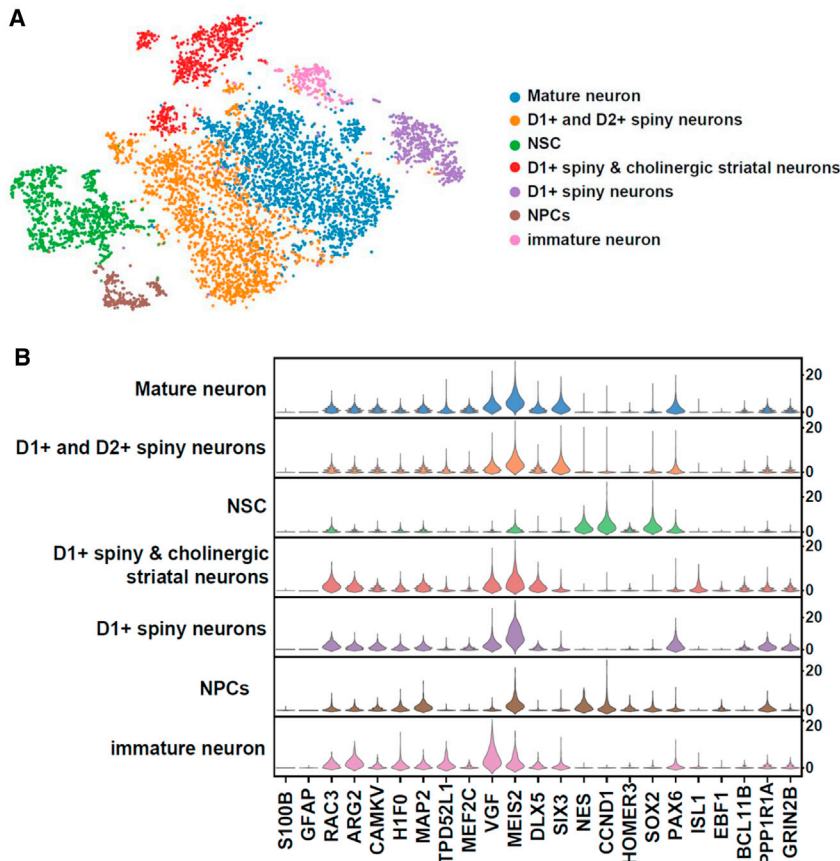 A
Mature neuron
D1+ and D2+ spiny neurons
NSC
D1+ spiny & cholinergic striatal neurons
D1+ spiny neurons
NPCs
immature neuron
B
Mature neuron
20
0
D1+ and D2+ spiny neurons
20
0
NSC
20
0
D1+ spiny & cholinergic
striatal neurons
20
0
D1+ spiny neurons
20
0
NPCs
20
0
immature neuron
20
0
S100B
GFAP
RAC3
ARG2
CAMKV
H1F0
MAP2
TPD52L1
MEF2C
VGF
MEIS2
DLX5
SIX3
NES
CCND1
HOMER3
SOX2
PAX6
ISL1
EBF1
BCL11B
PPP1R1A
GRIN2B